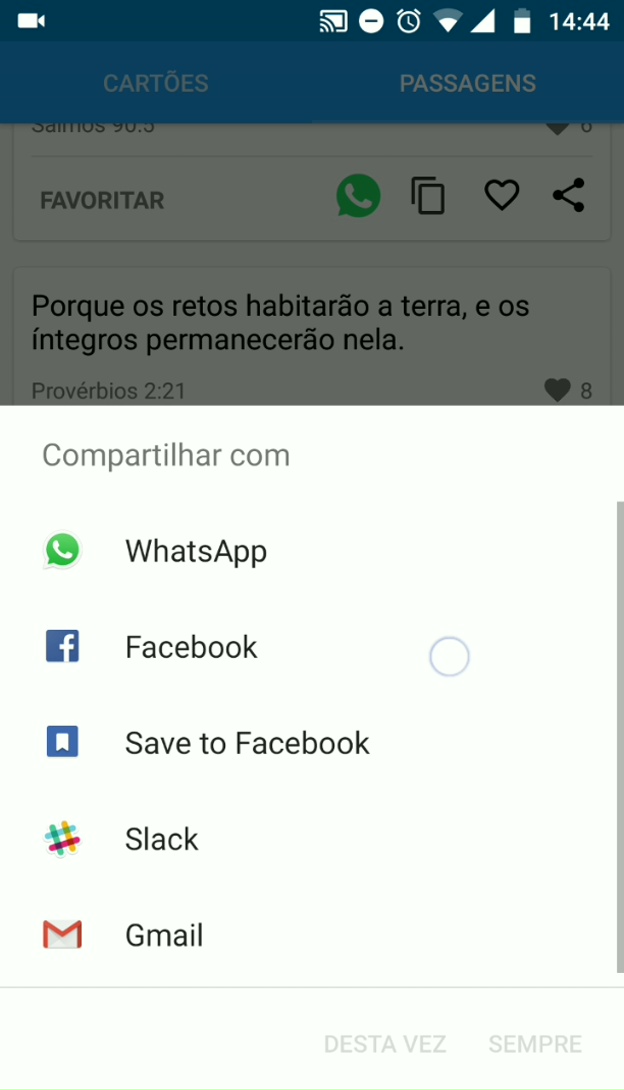 14:44
CARTÕES
PASSAGENS
Salmos 90:5
6
FAVORITAR
Porque os retos habitarão a terra, e os
íntegros permanecerão nela.
Provérbios 2:21
8
Compartilhar com
WhatsApp
Facebook
Save to Facebook
Slack
Gmail
DESTA VEZ
SEMPRE